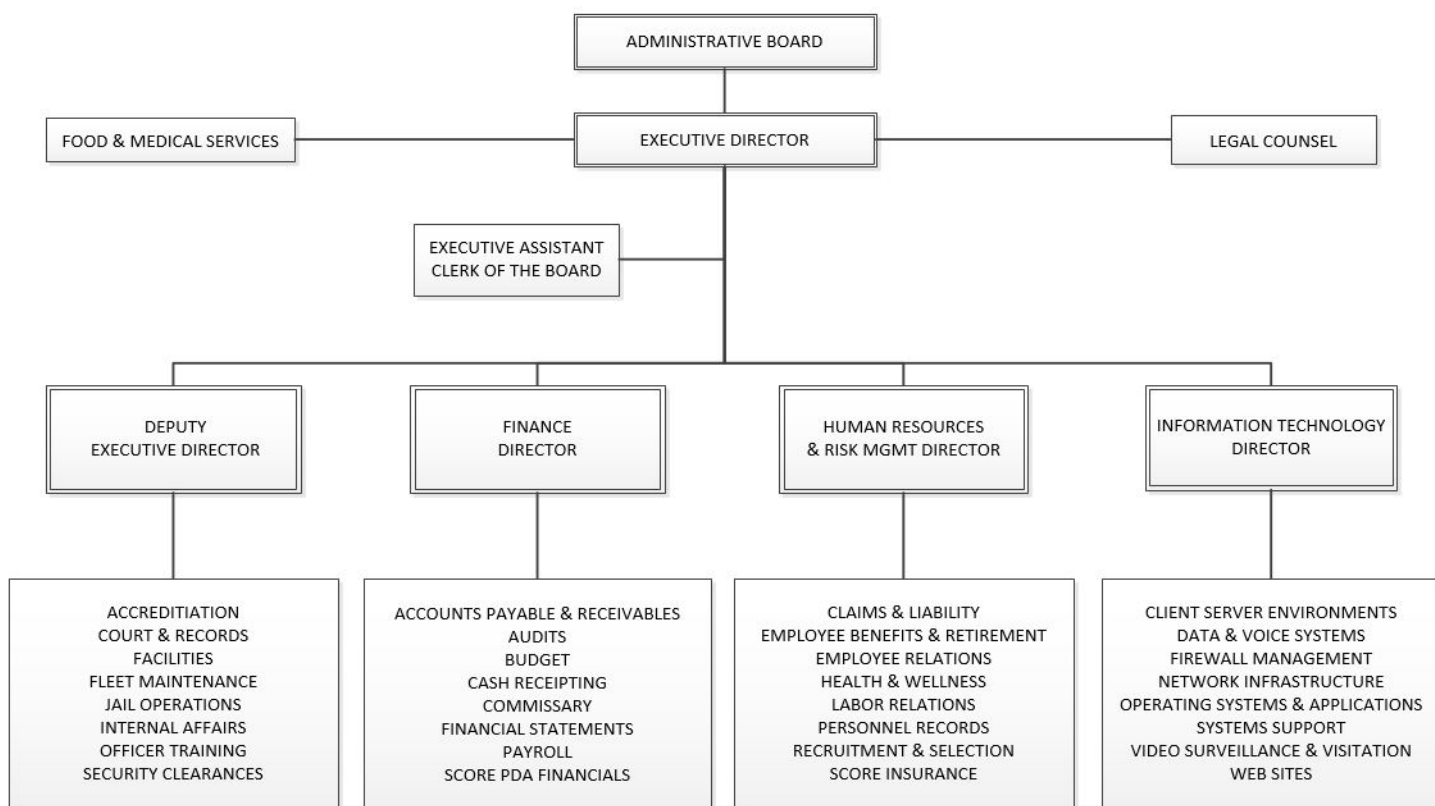 ADMINISTRATIVE BOARD
FOOD & MEDICAL SERVICES
EXECUTIVE DIRECTOR
LEGAL COUNSEL
EXECUTIVE ASSISTANT
CLERK OF THE BOARD
DEPUTY
EXECUTIVE DIRECTOR
FINANCE
DIRECTOR
HUMAN RESOURCES
& RISK MGMT DIRECTOR
INFORMATION TECHNOLOGY
DIRECTOR
ACCREDITIATION
COURT & RECORDS
FACILITIES
FLEET MAINTENANCE
JAIL OPERATIONS
INTERNAL AFFAIRS
OFFICER TRAINING
SECURITY CLEARANCES
ACCOUNTS PAYABLE & RECEIVABLES
AUDITS
BUDGET
CASH RECEIPTING
COMMISSARY
FINANCIAL STATEMENTS
PAYROLL
SCORE PDA FINANCIALS
CLAIMS & LIABILITY
EMPLOYEE BENEFITS & RETIREMENT
EMPLOYEE RELATIONS
HEALTH & WELLNESS
LABOR RELATIONS
PERSONNEL RECORDS
RECRUITMENT & SELECTION
SCORE INSURANCE
CLIENT SERVER ENVIRONMENTS
DATA & VOICE SYSTEMS
FIREWALL MANAGEMENT
NETWORK INFRASTRUCTURE
OPERATING SYSTEMS & APPLICATIONS
SYSTEMS SUPPORT
VIDEO SURVEILLANCE & VISITATION
WEB SITES